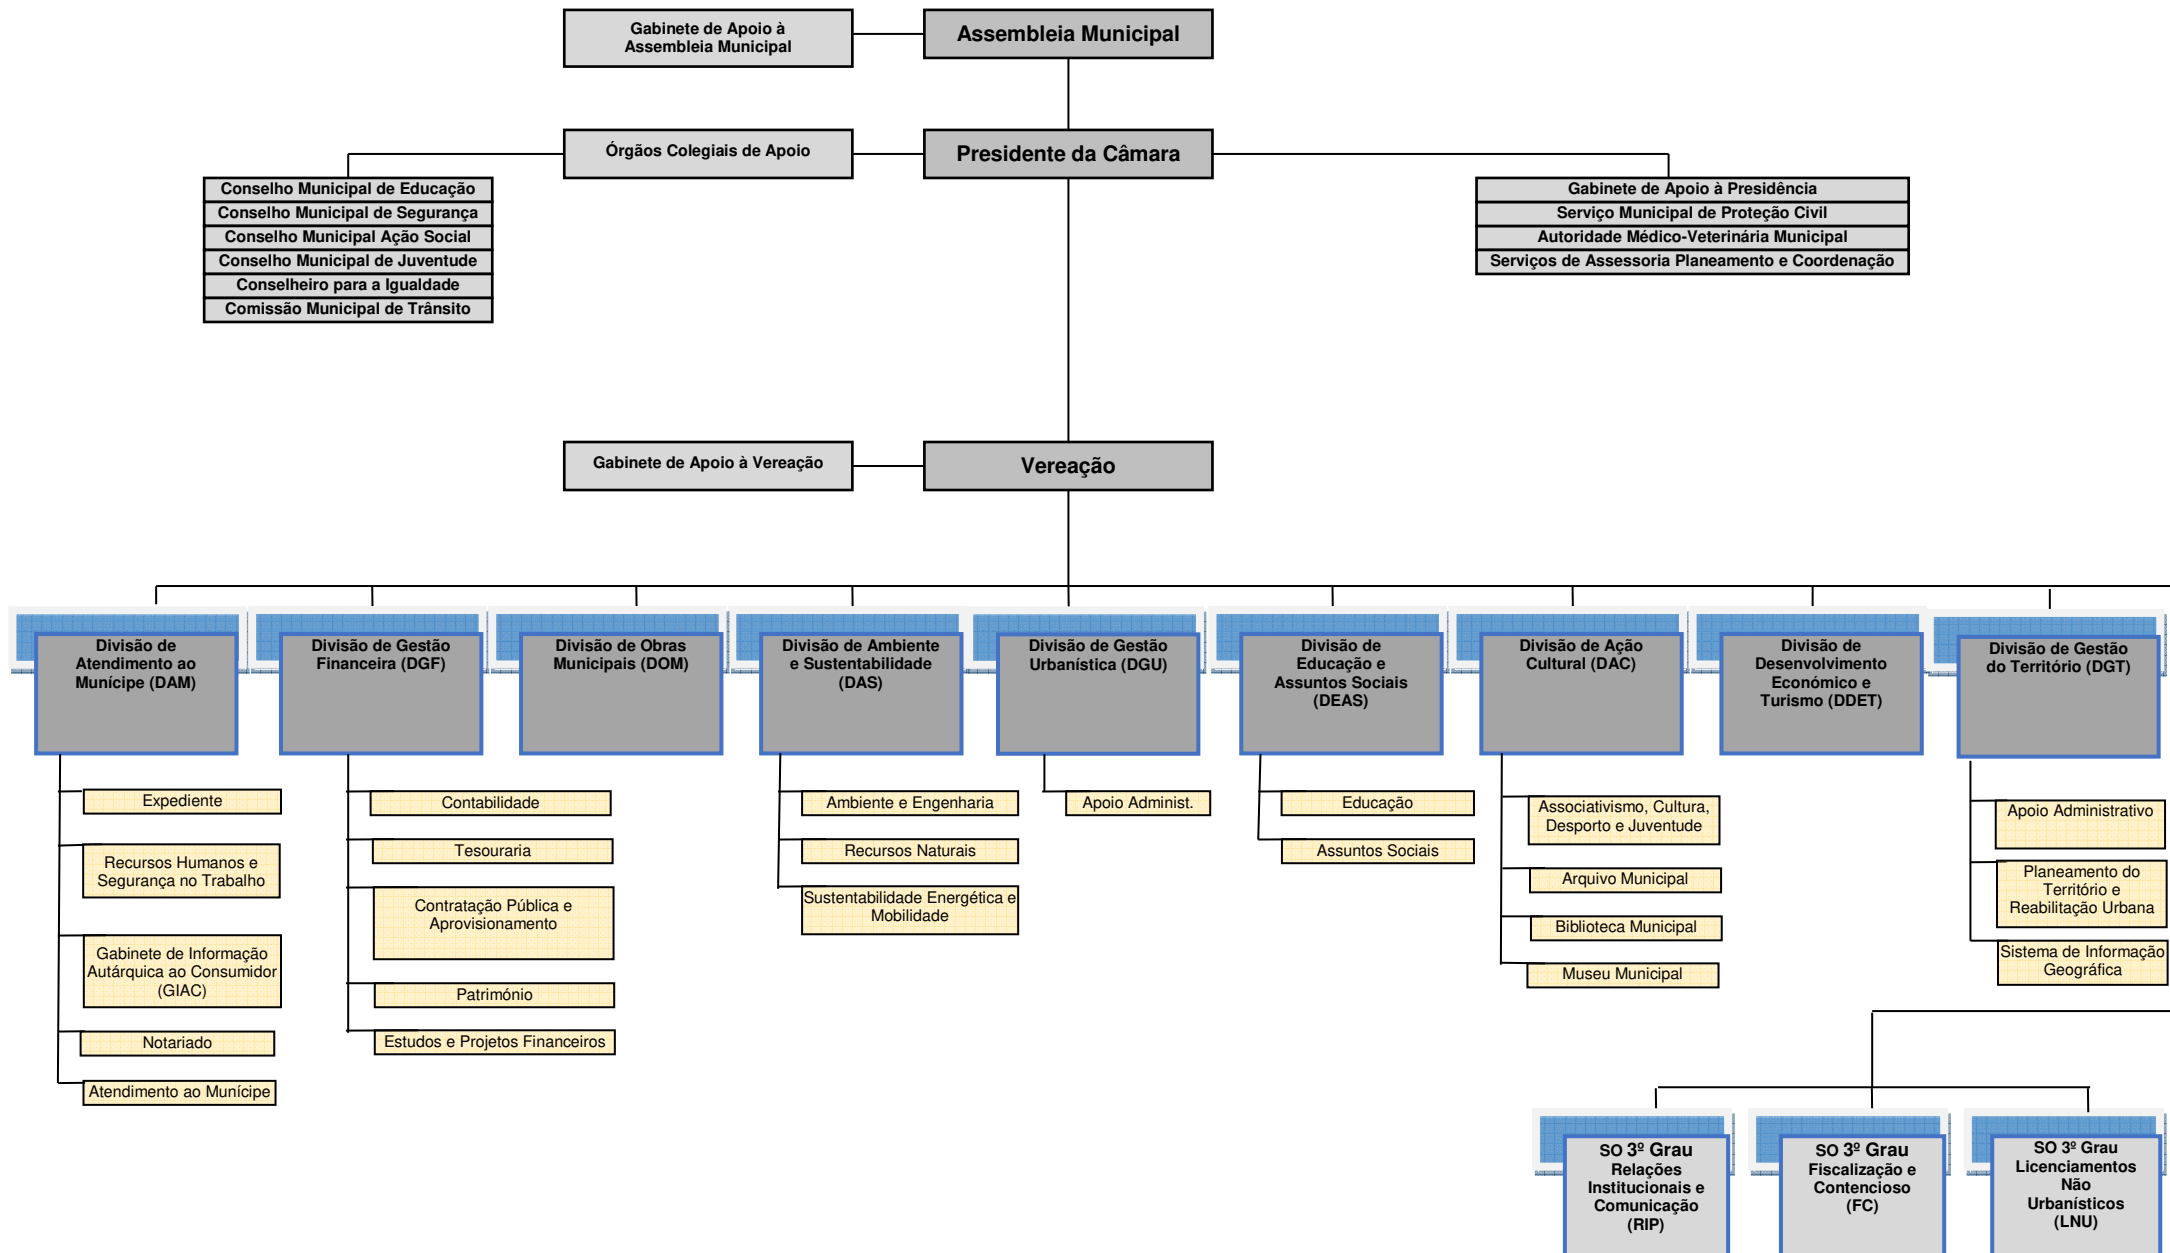 Gabinete de Apoio à
Assembleia Municipal
Assembleia Municipal
Órgãos Colegiais de Apoio
Presidente da Câmara
Conselho Municipal de Educação
Conselho Municipal de Segurança
Conselho Municipal Ação Social
Conselho Municipal de Juventude
Conselheiro para a Igualdade
Comissão Municipal de Trânsito
Gabinete de Apoio à Presidência
Serviço Municipal de Proteção Civil
Autoridade Médico-Veterinária Municipal
Serviços de Assessoria Planeamento e Coordenação
Gabinete de Apoio à Vereação
Vereação
Divisão de
Atendimento ao
Munícipe (DAM)
Divisão de Gestão
Financeira (DGF)
Divisão de Obras
Municipais (DOM)
Divisão de Ambiente
e Sustentabilidade
(DAS)
Divisão de Gestão
Urbanística (DGU)
Divisão de
Educação e
Assuntos Sociais
(DEAS)
Divisão de Ação
Cultural (DAC)
Divisão de
Desenvolvimento
Económico e
Turismo (DDET)
Divisão de Gestão
do Território (DGT)
Expediente
Recursos Humanos e
Segurança no Trabalho
Gabinete de Informação
Autárquica ao Consumidor
(GIAC)
Notariado
Atendimento ao Munícipe
Contabilidade
Tesouraria
Contratação Pública e
Aprovisionamento
Património
Estudos e Projetos Financeiros
Ambiente e Engenharia
Recursos Naturais
Sustentabilidade Energética e
Mobilidade
Apoio Administ.
Educação
Assuntos Sociais
Associativismo, Cultura,
Desporto e Juventude
Arquivo Municipal
Biblioteca Municipal
Museu Municipal
Apoio Administrativo
Planeamento do
Território e
Reabilitação Urbana
Sistema de Informação
Geográfica
SO 3º Grau
Relações
Institucionais e
Comunicação
(RIP)
SO 3º Grau
Fiscalização e
Contencioso
(FC)
SO 3º Grau
Licenciamentos
Não
Urbanísticos
(LNU)